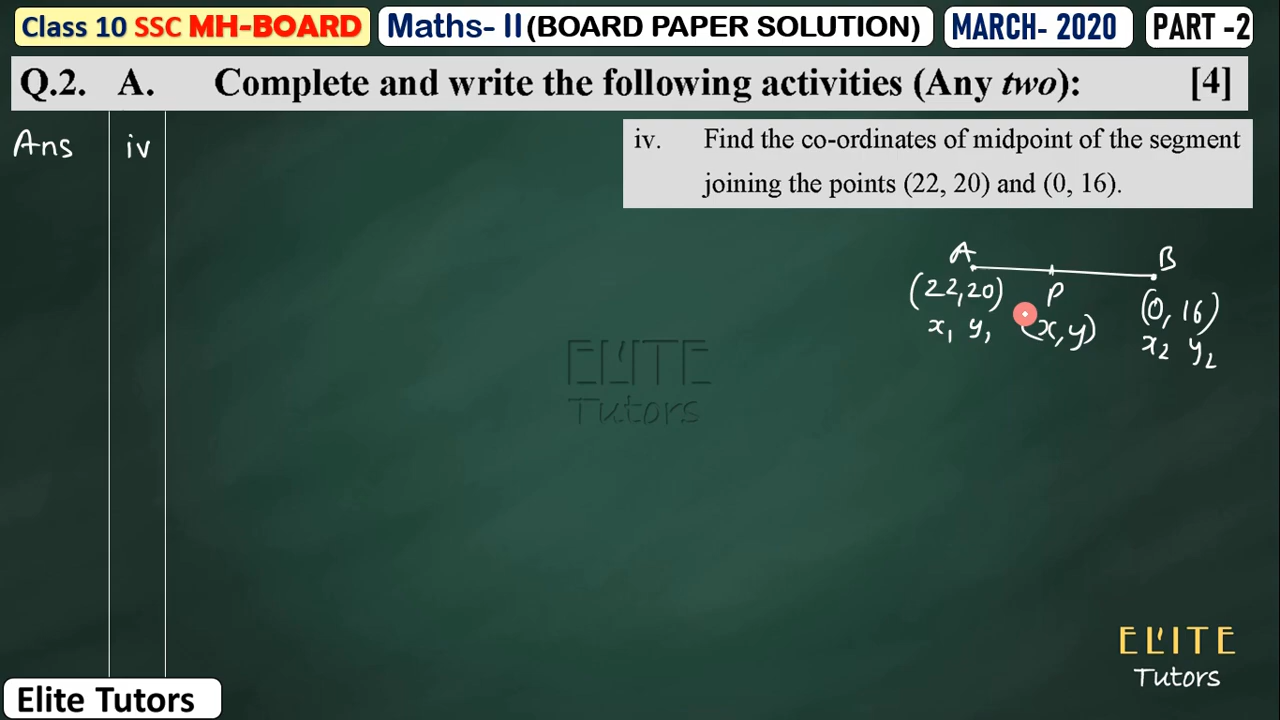 Class 10 SSC MH-BOARD Maths- II (BOARD PAPER SOLUTION) MARCH- 2020 PART -2
Q.2. A. Complete and write the following activities (Any two): [4]
Ans iv
iv. Find the co-ordinates of midpoint of the segment
joining the points (22, 20) and (0, 16).
A B
(22,20) P (0, 16)
x₁ y₁ (x, y) x₂ y₂
ELITE
Tutors
ELITE
Tutors
Elite Tutors